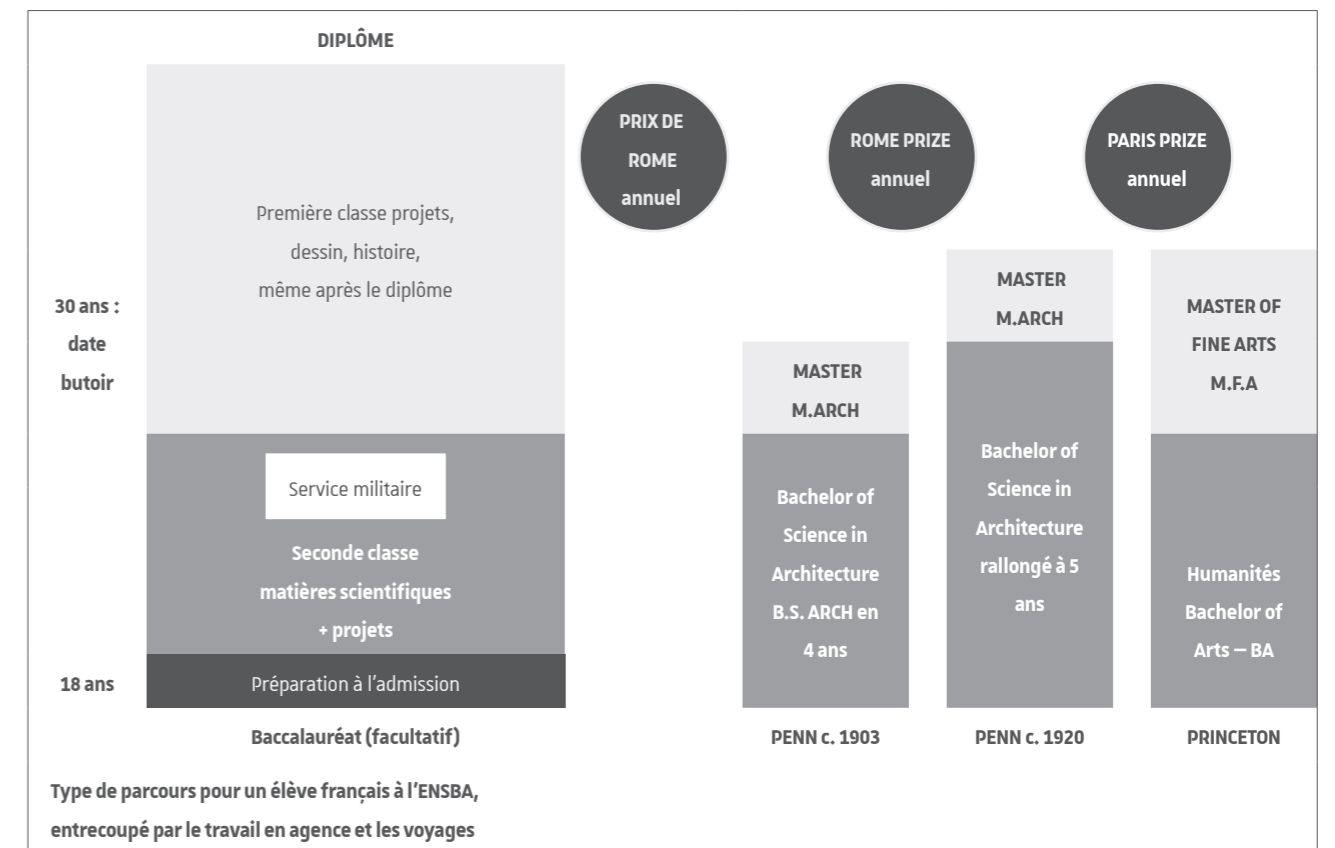 DIPLÔME
Première classe projets,
dessin, histoire,
même après le diplôme
30 ans :
date
butoir
Service militaire
Seconde classe
matières scientifiques
+ projets
18 ans
Préparation à l'admission
Baccalauréat (facultatif)
Type de parcours pour un élève français à l'ENSBA,
entrecoupé par le travail en agence et les voyages
PRIX DE
ROME
annuel
ROME PRIZE
annuel
PARIS PRIZE
annuel
MASTER
M.ARCH
Bachelor of
Science in
Architecture
B.S. ARCH en
4 ans
PENN c. 1903
MASTER
M.ARCH
Bachelor of
Science in
Architecture
rallongé à 5
ans
PENN c. 1920
MASTER OF
FINE ARTS
M.F.A
Humanités
Bachelor of
Arts – BA
PRINCETON